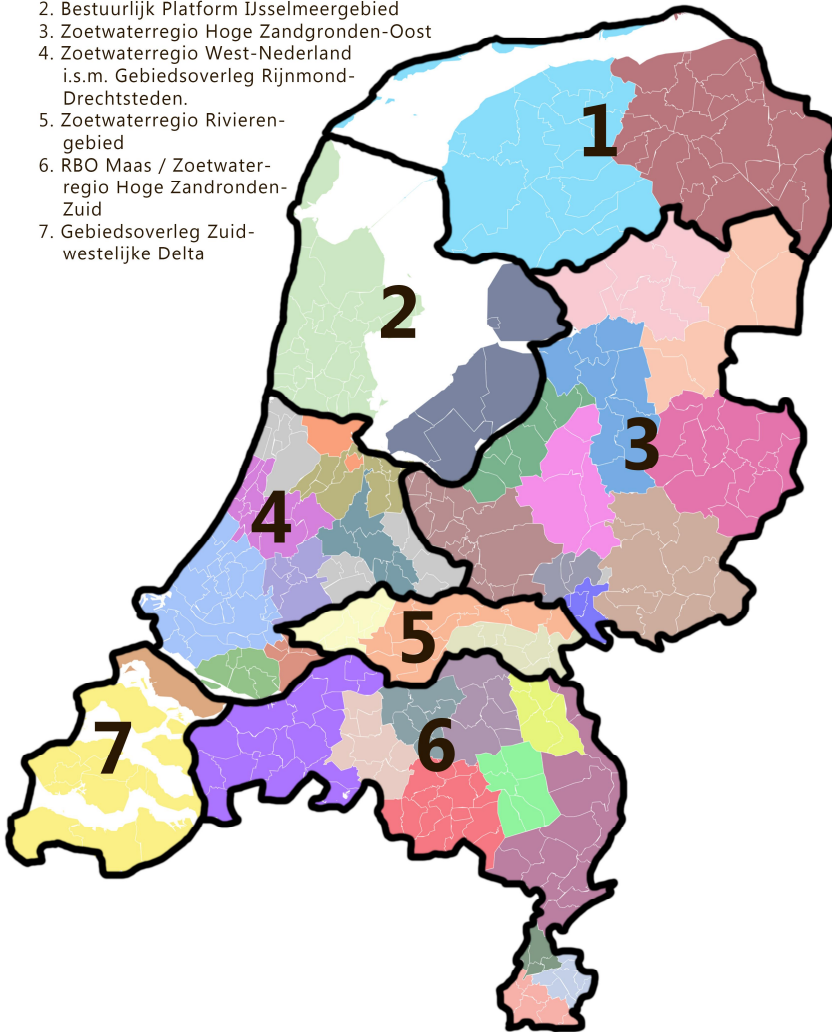 2. Bestuurlijk Platform IJsselmeergebied
3. Zoetwaterregio Hoge Zandgronden-Oost
4. Zoetwaterregio West-Nederland
i.s.m. Gebiedsoverleg Rijnmond-
Drechtsteden.
5. Zoetwaterregio Rivieren-
gebied
6. RBO Maas / Zoetwater-
regio Hoge Zandronden-
Zuid
7. Gebiedsoverleg Zuid-
westelijke Delta
1
2
3
4
5
6
7